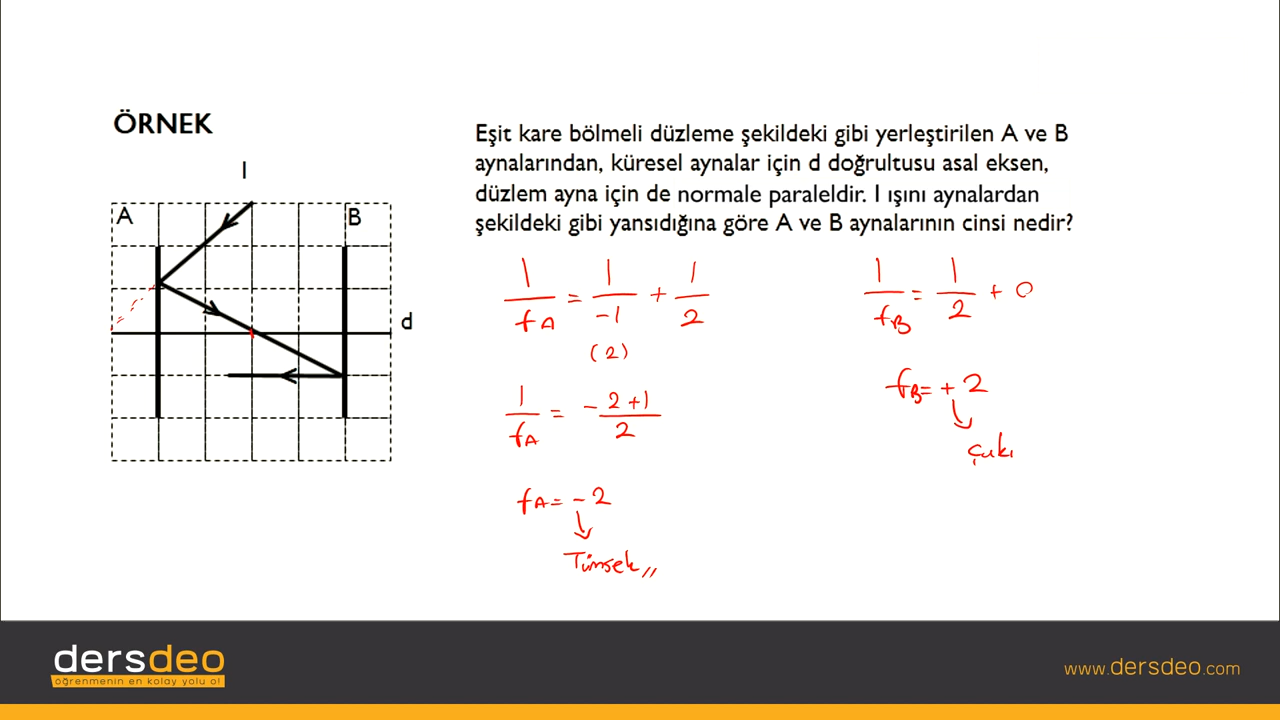 ÖRNEK
I
A
B
d
Eşit kare bölmeli düzleme şekildeki gibi yerleştirilen A ve B
aynalarından, küresel aynalar için d doğrultusu asal eksen,
düzlem ayna için de normale paraleldir. I ışını aynalardan
şekildeki gibi yansıdığına göre A ve B aynalarının cinsi nedir?
1/fA = 1/-1 + 1/2
(2)
1/fA = -2+1/2
fA = -2
Tümsek,,
1/fB = 1/2 + 0
fB = +2
Çukı
dersdeo
öğrenmenin en kolay yolu o!
www.dersdeo.com